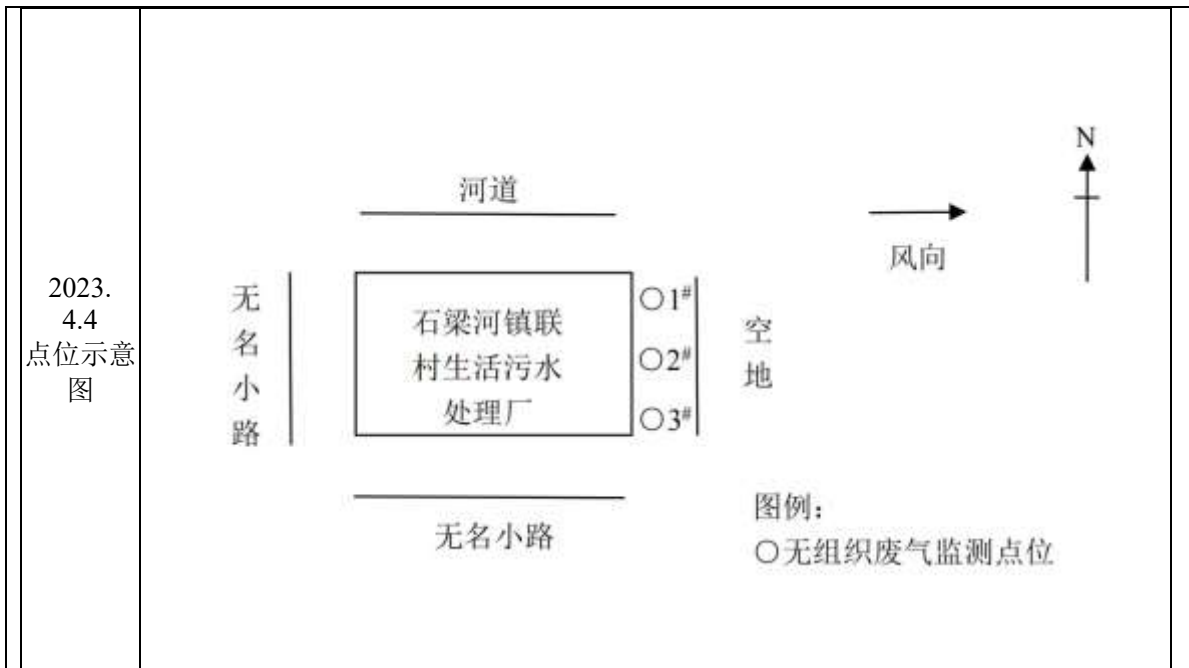 2023.
4.4
点位示意
图
N
河道
风向
无名小路
石梁河镇联
村生活污水
处理厂
○1#
○2#
○3#
空地
无名小路
图例：
○无组织废气监测点位